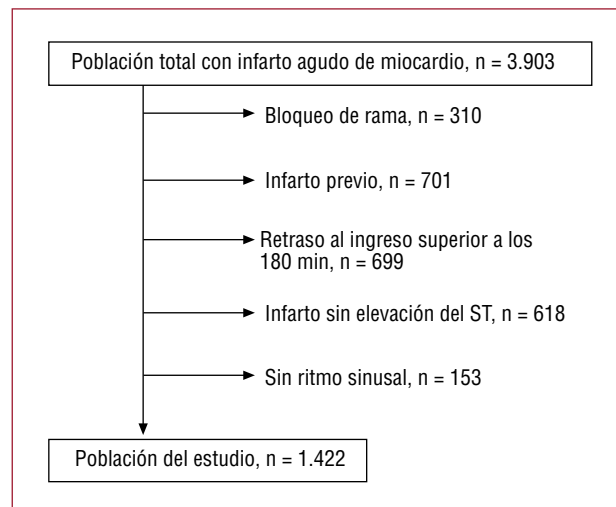 Población total con infarto agudo de miocardio, n = 3.903
Bloqueo de rama, n = 310
Infarto previo, n = 701
Retraso al ingreso superior a los
180 min, n = 699
Infarto sin elevación del ST, n = 618
Sin ritmo sinusal, n = 153
Población del estudio, n = 1.422